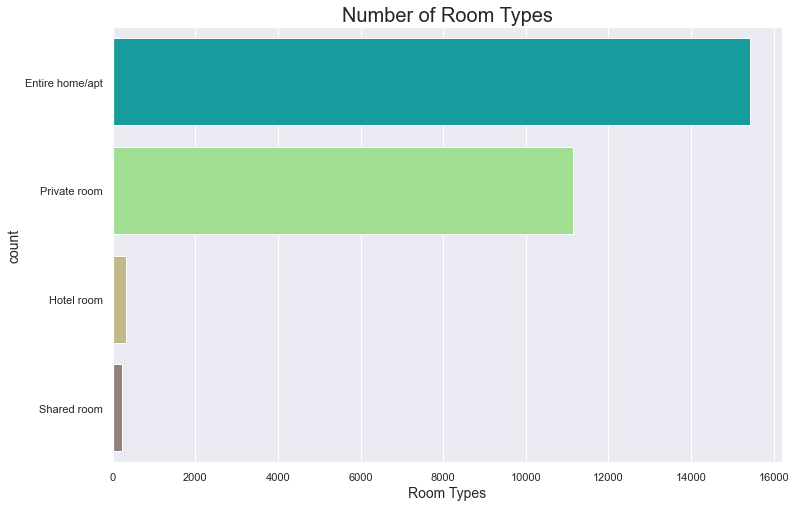 Number of Room Types
Entire home/apt
Private room
Hotel room
Shared room
count
0 2000 4000 6000 8000 10000 12000 14000 16000
Room Types